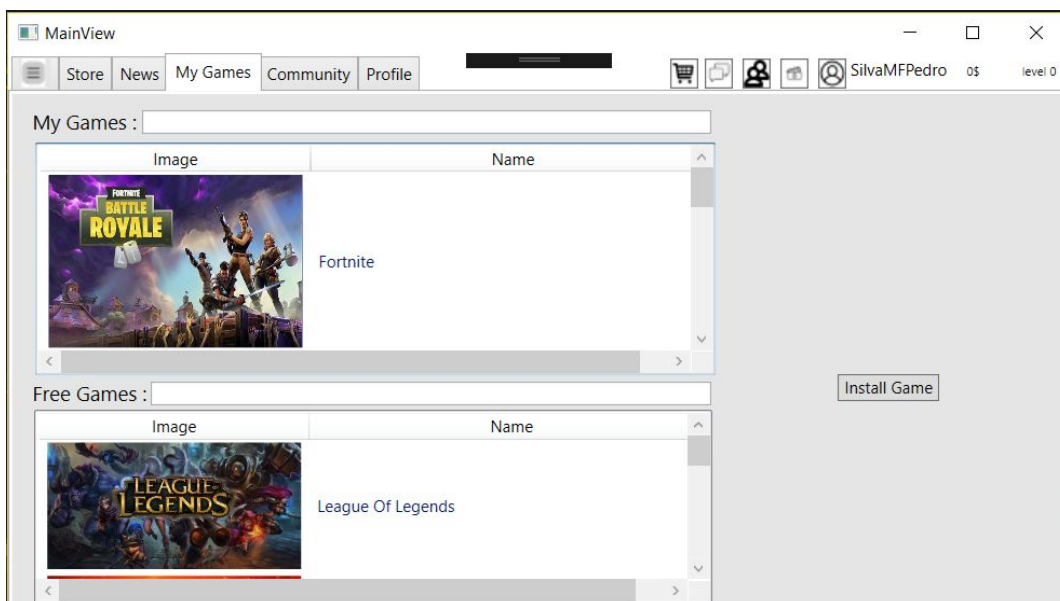 MainView
Store News My Games Community Profile SilvaMFPedro 0$ level 0
My Games :
Image Name
FORTNITE
BATTLE
ROYALE
Fortnite
Free Games :
Install Game
Image Name
LEAGUE OF
LEGENDS
League Of Legends